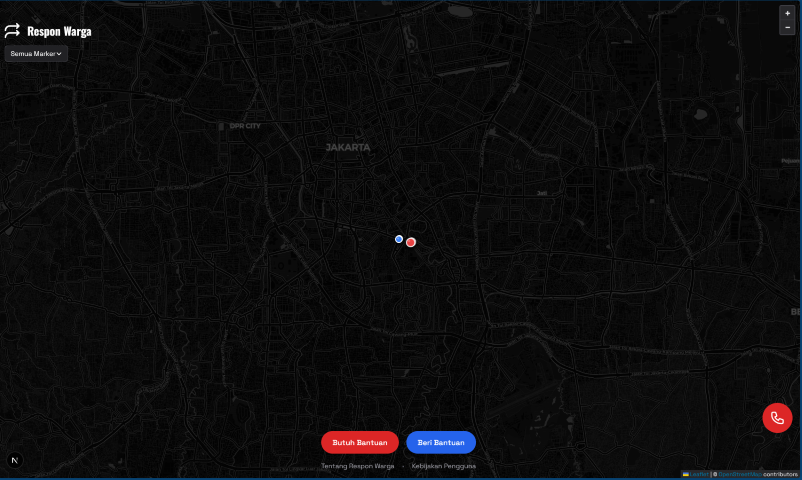 Respon Warga
Semua Marker
+
−
DPR CITY
JAKARTA
Jati
Butuh Bantuan
Beri Bantuan
Tentang Respon Warga · Kebijakan Pengguna
N
Leaflet | © OpenStreetMap contributors